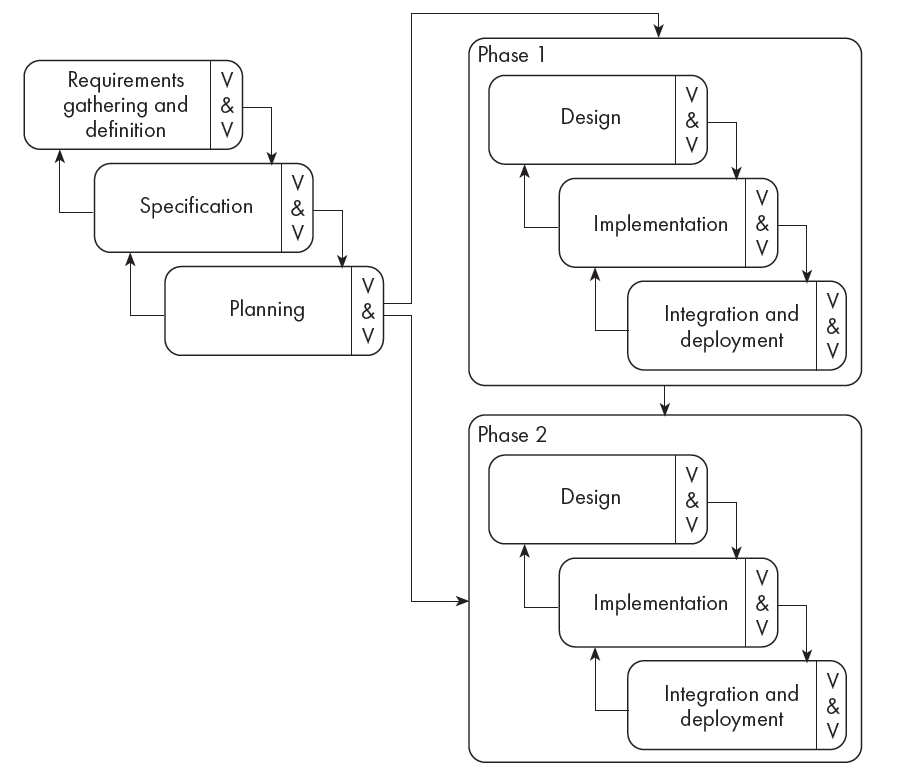 Requirements
gathering and
definition
V
&
V
Specification
V
&
V
Planning
V
&
V
Phase 1
Design
V
&
V
Implementation
V
&
V
Integration and
deployment
V
&
V
Phase 2
Design
V
&
V
Implementation
V
&
V
Integration and
deployment
V
&
V